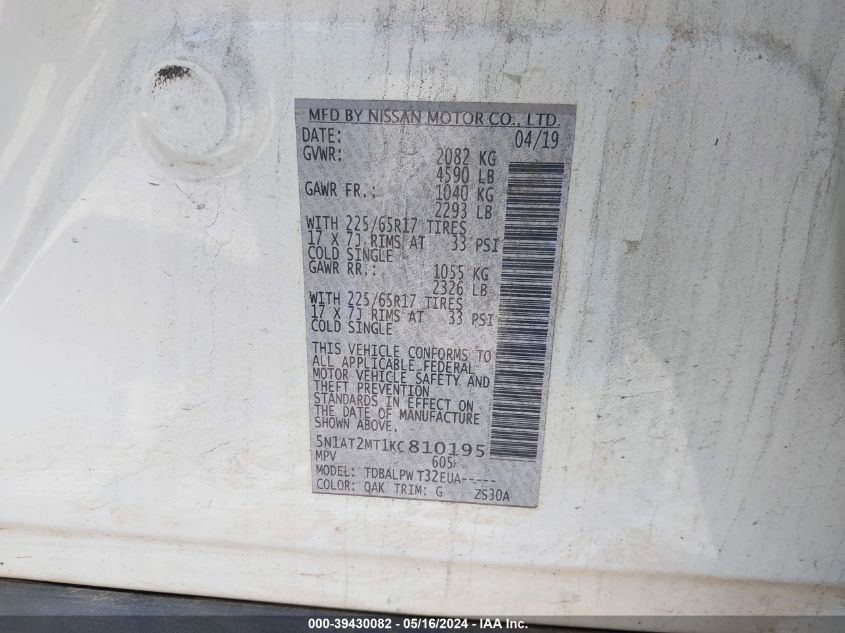 MFD BY NISSAN MOTOR CO., LTD.
DATE: 04/19
GVWR: 2082 KG
4590 LB
GAWR FR.: 1040 KG
2293 LB
WITH 225/65R17 TIRES
17 X 7J RIMS AT 33 PSI
COLD SINGLE
GAWR RR.: 1055 KG
2326 LB
WITH 225/65R17 TIRES
17 X 7J RIMS AT 33 PSI
COLD SINGLE
THIS VEHICLE CONFORMS TO
ALL APPLICABLE FEDERAL
MOTOR VEHICLE SAFETY AND
THEFT PREVENTION
STANDARDS IN EFFECT ON
THE DATE OF MANUFACTURE
SHOWN ABOVE.
5N1AT2MT1KC810195
MPV 605
MODEL: TDBALPW T32EUA-----
COLOR: QAK TRIM: G ZS30A
000-39430082 - 05/16/2024 - IAA Inc.